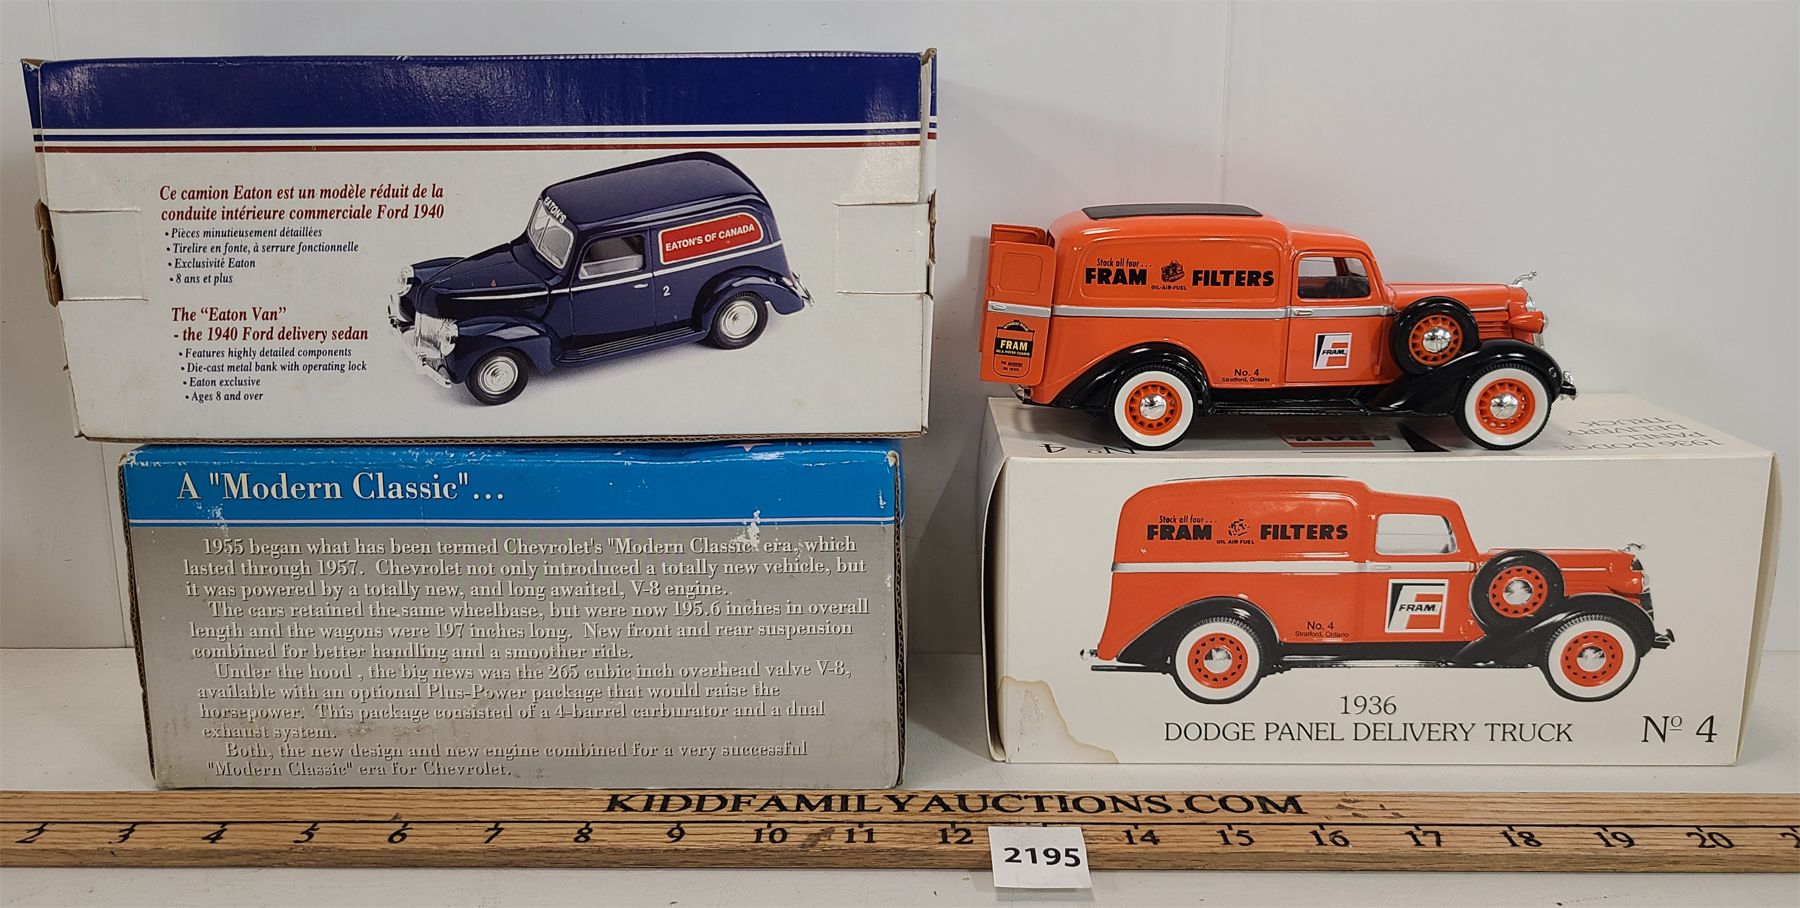 Ce camion Eaton est un modèle réduit de la
conduite intérieure commerciale Ford 1940
• Pièces minutieusement détaillées
• Tirelire en fonte, à serrure fonctionnelle
• Exclusivité Eaton
• 8 ans et plus
The "Eaton Van"
- the 1940 Ford delivery sedan
• Features highly detailed components
• Die-cast metal bank with operating lock
• Eaton exclusive
• Ages 8 and over
EATON'S
EATON'S OF CANADA
2
A "Modern Classic"...
1955 began what has been termed Chevrolet's "Modern Classic" era, which
lasted through 1957. Chevrolet not only introduced a totally new vehicle, but
it was powered by a totally new, and long awaited, V-8 engine.
The cars retained the same wheelbase, but were now 195.6 inches in overall
length and the wagons were 197 inches long. New front and rear suspension
combined for better handling and a smoother ride.
Under the hood, the big news was the 265 cubic inch overhead valve V-8,
available with an optional Plus-Power package that would raise the
horsepower. This package consisted of a 4-barrel carburator and a dual
exhaust system.
Both, the new design and new engine combined for a very successful
"Modern Classic" era for Chevrolet.
Stock all four...
FRAM FILTERS
OIL-AIR-FUEL
FRAM
FRAM
No. 4
Stratford, Ontario
FRAM
Nº 4
Stock all four...
FRAM FILTERS
OIL AIR FUEL
FRAM
No. 4
Stratford, Ontario
1936
DODGE PANEL DELIVERY TRUCK Nº 4
KIDDFAMILYAUCTIONS.COM
2 3 4 5 6 7 8 9 10 11 12 14 15 16 17 18 19 20
2195